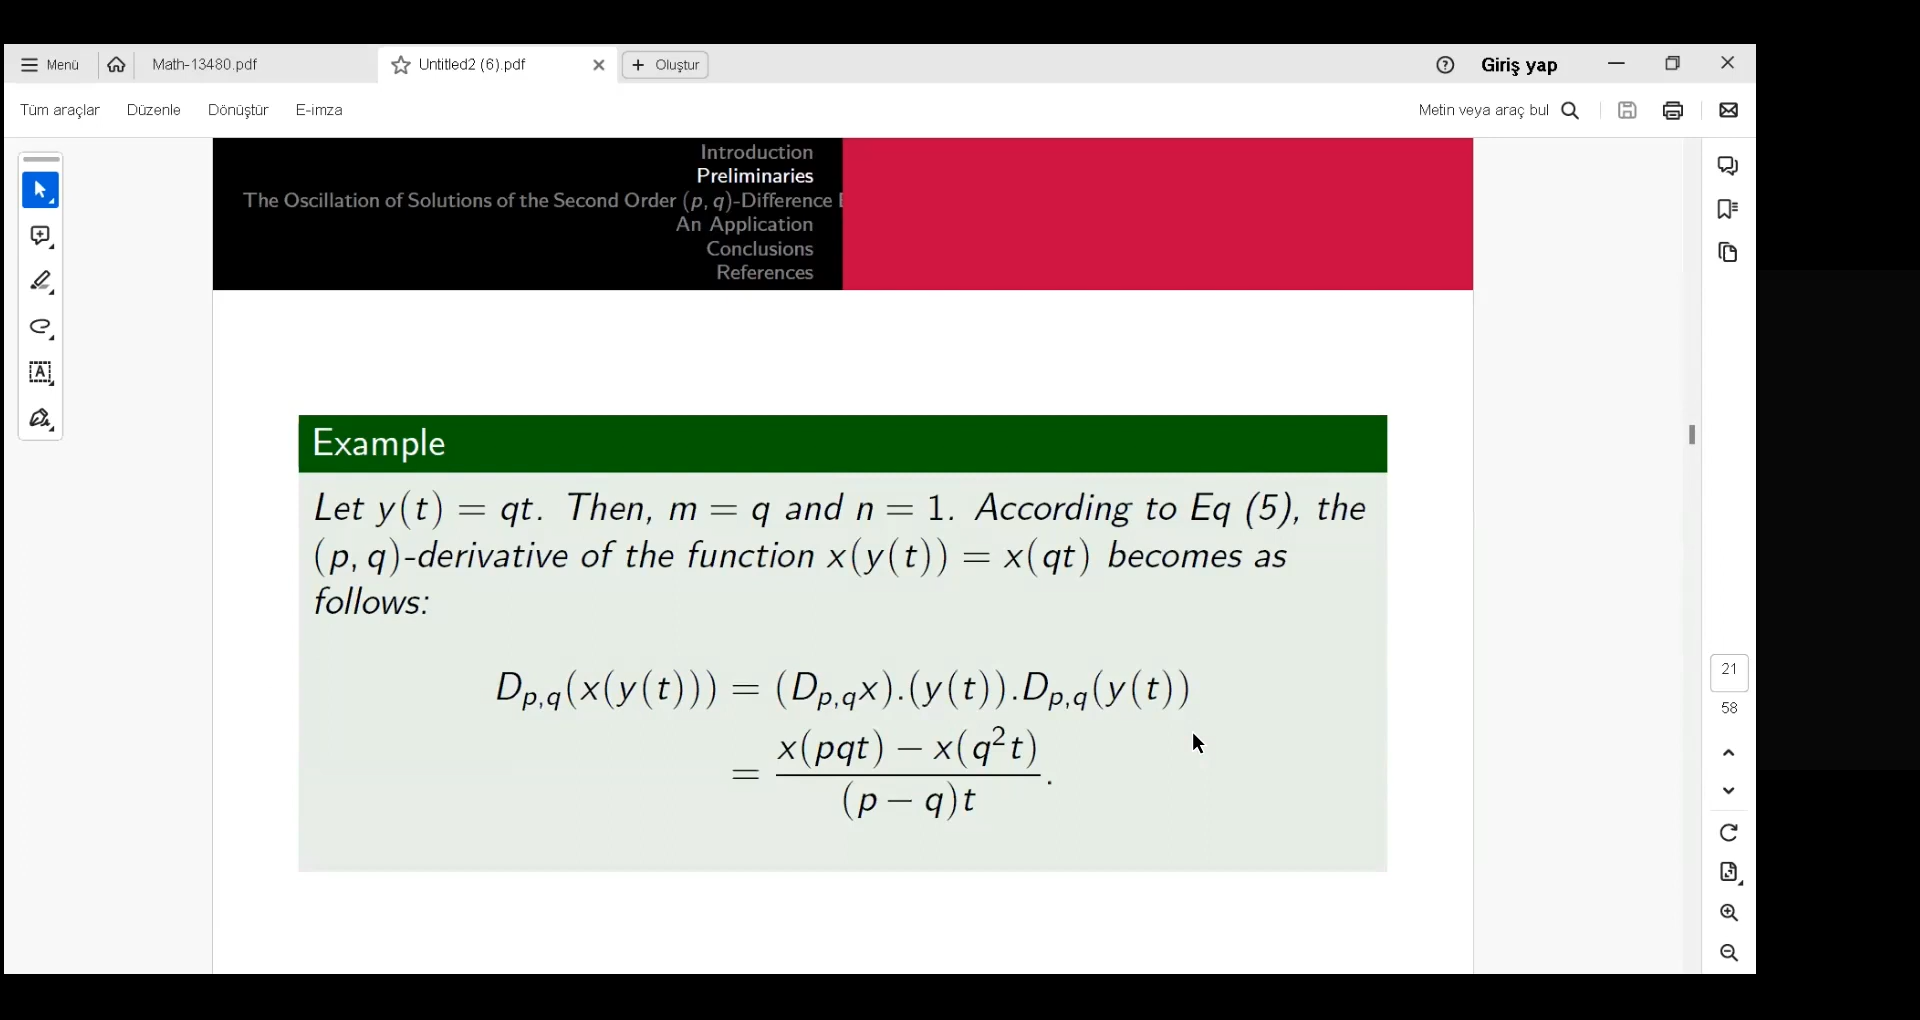 Menü
Math-13480.pdf
Untitled2 (6).pdf
Oluştur
Giriş yap
Tüm araçlar Düzenle Dönüştür E-imza
Metin veya araç bul
Introduction
Preliminaries
The Oscillation of Solutions of the Second Order (p, q)-Difference
An Application
Conclusions
References
Example
Let y(t) = qt. Then, m = q and n = 1. According to Eq (5), the
(p, q)-derivative of the function x(y(t)) = x(qt) becomes as
follows:
D_{p,q}(x(y(t))) = (D_{p,q}x).(y(t)).D_{p,q}(y(t))
= \frac{x(pqt) − x(q²t)}{(p − q)t}.
21
58